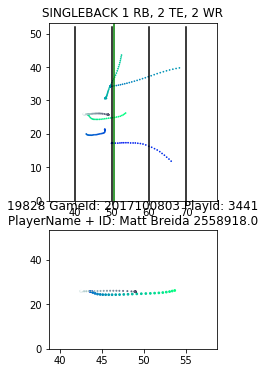 SINGLEBACK 1 RB, 2 TE, 2 WR
50
40
30
20
10
0
40 50 60 70
19828 GameId: 2017100803 PlayId: 3441
PlayerName + ID: Matt Breida 2558918.0
40
20
0
40 45 50 55